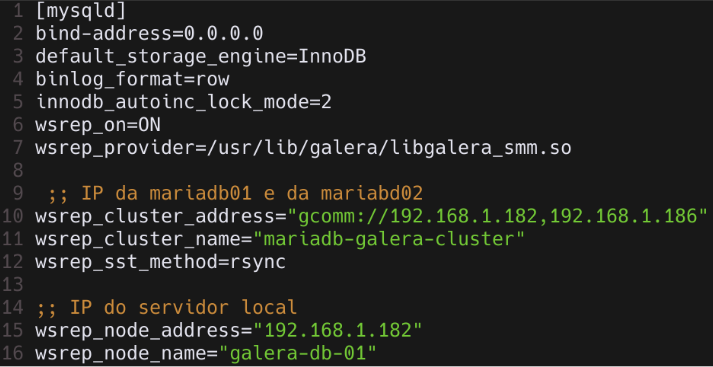 1 [mysqld]
2 bind-address=0.0.0.0
3 default_storage_engine=InnoDB
4 binlog_format=row
5 innodb_autoinc_lock_mode=2
6 wsrep_on=ON
7 wsrep_provider=/usr/lib/galera/libgalera_smm.so
8
9 ;; IP da mariadb01 e da mariabd02
10 wsrep_cluster_address="gcomm://192.168.1.182,192.168.1.186"
11 wsrep_cluster_name="mariadb-galera-cluster"
12 wsrep_sst_method=rsync
13
14 ;; IP do servidor local
15 wsrep_node_address="192.168.1.182"
16 wsrep_node_name="galera-db-01"